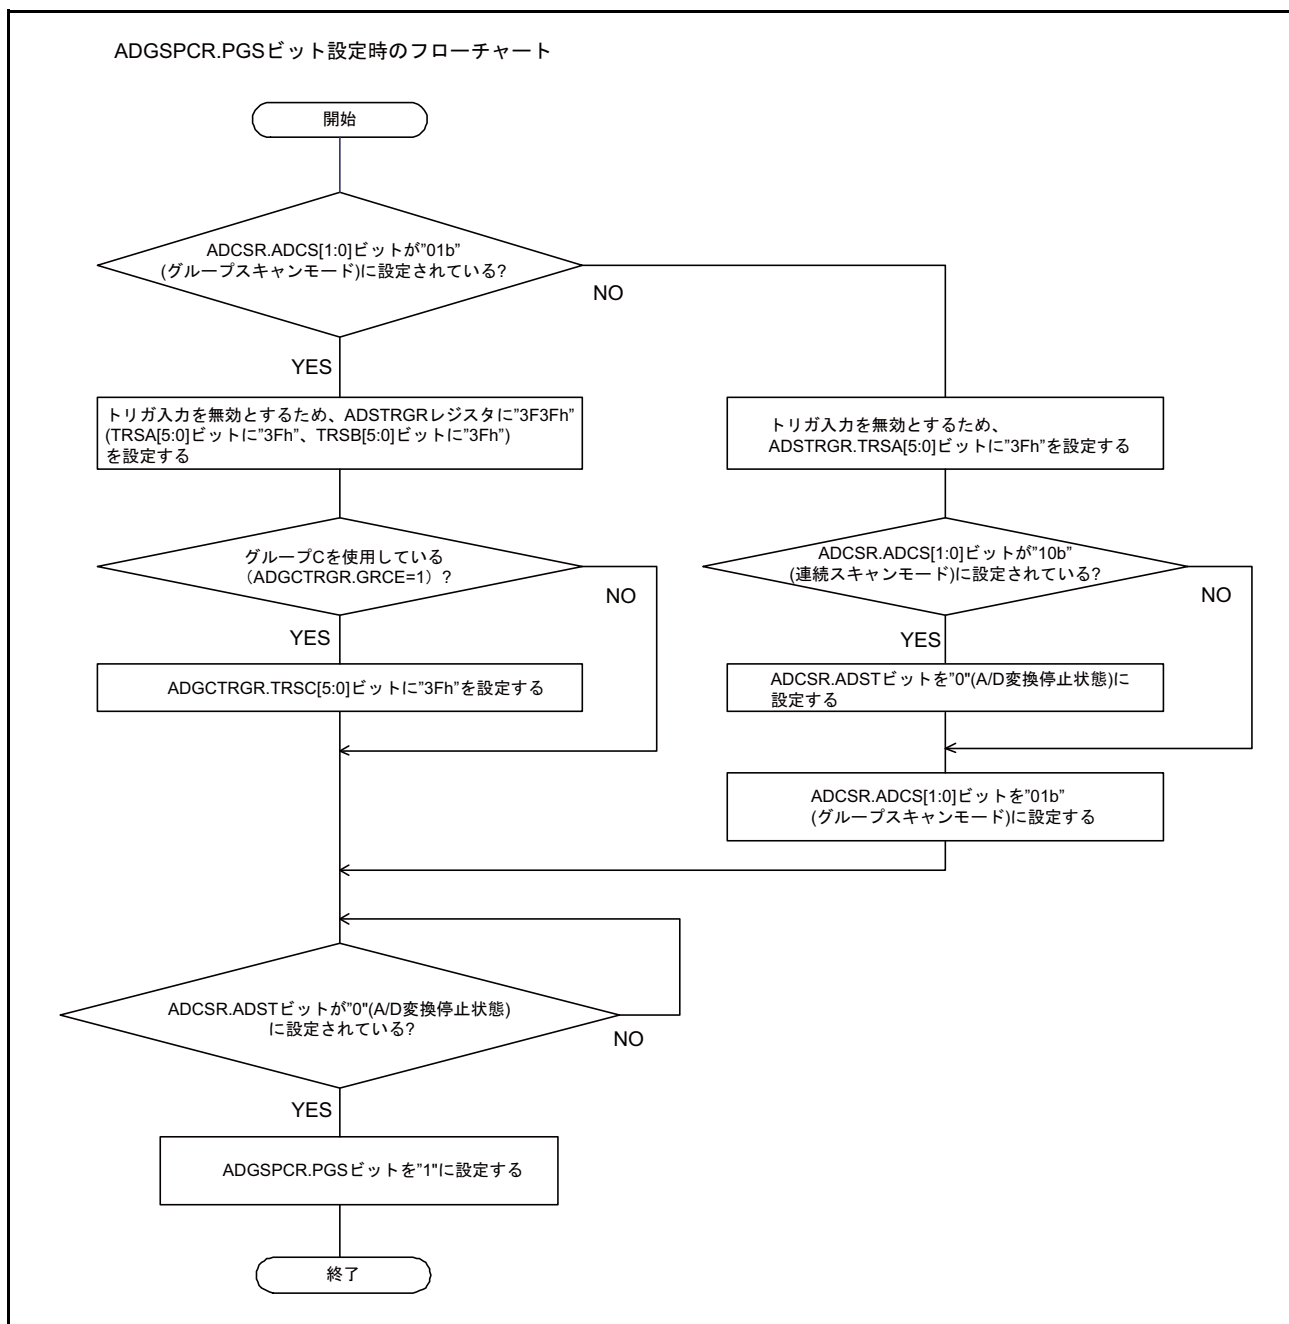 ADGSPCR.PGSビット設定時のフローチャート
開始
ADCSR.ADCS[1:0]ビットが”01b”
(グループスキャンモード)に設定されている?
NO
YES
トリガ入力を無効とするため、ADSTRGRレジスタに”3F3Fh”
(TRSA[5:0]ビットに”3Fh”、TRSB[5:0]ビットに”3Fh”)
を設定する
トリガ入力を無効とするため、
ADSTRGR.TRSA[5:0]ビットに”3Fh”を設定する
グループCを使用している
（ADGCTRGR.GRCE=1）?
NO
YES
ADCSR.ADCS[1:0]ビットが”10b”
(連続スキャンモード)に設定されている?
NO
YES
ADGCTRGR.TRSC[5:0]ビットに”3Fh”を設定する
ADCSR.ADSTビットを”0"(A/D変換停止状態)に
設定する
ADCSR.ADCS[1:0]ビットを”01b”
(グループスキャンモード)に設定する
ADCSR.ADSTビットが”0"(A/D変換停止状態)
に設定されている?
NO
YES
ADGSPCR.PGSビットを”1"に設定する
終了